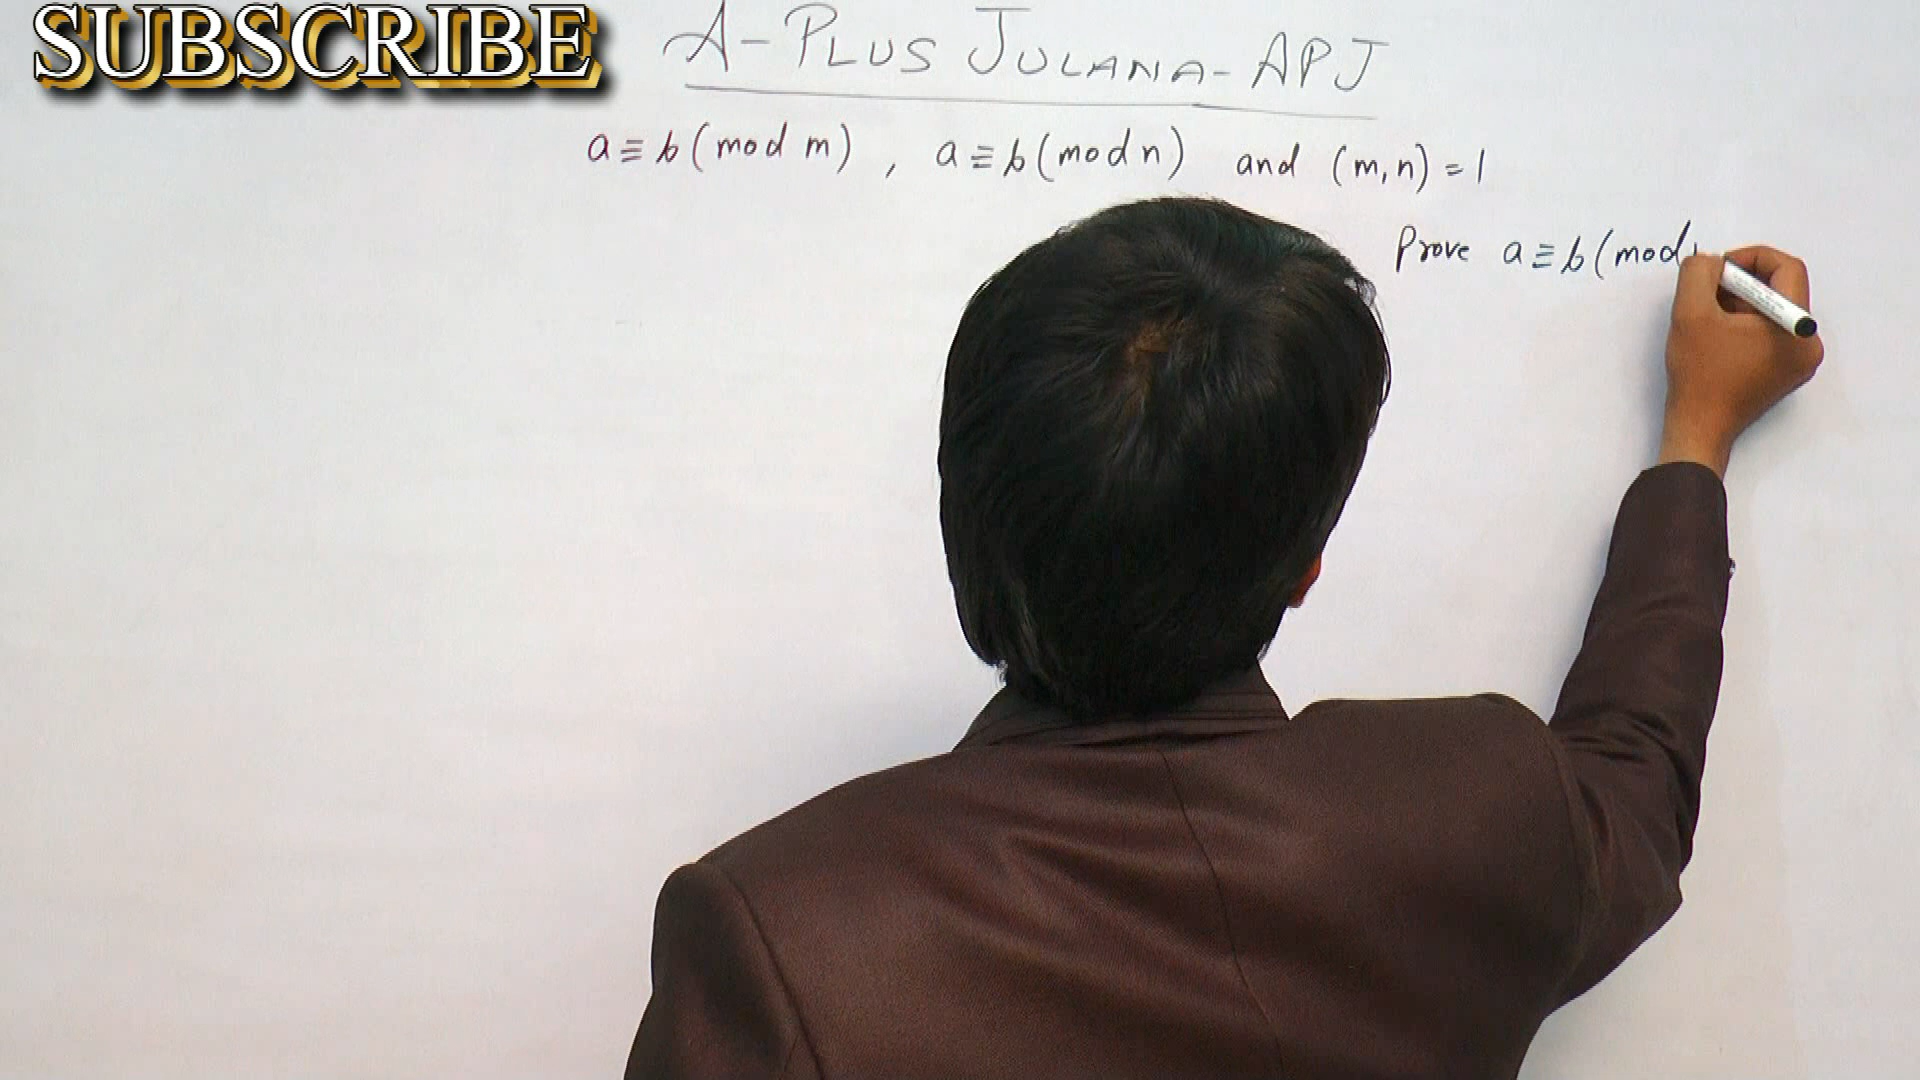 SUBSCRIBE
A-PLUS JULANA-APJ
a≡b(mod m), a≡b(mod n) and (m,n)=1
Prove a≡b(mod